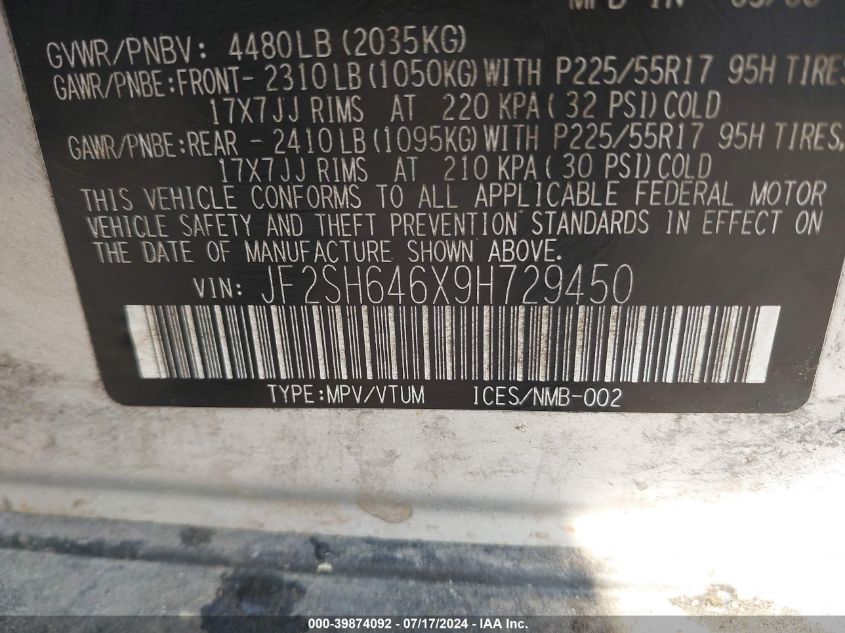 MFD IN
GVWR/PNBV: 4480LB (2035KG)
GAWR/PNBE:FRONT- 2310LB(1050KG)WITH P225/55R17 95H TIRES
17X7JJ RIMS AT 220 KPA(32 PSI)COLD
GAWR/PNBE:REAR - 2410LB(1095KG)WITH P225/55R17 95H TIRES,
17X7JJ RIMS AT 210 KPA(30 PSI)COLD
THIS VEHICLE CONFORMS TO ALL APPLICABLE FEDERAL MOTOR
VEHICLE SAFETY AND THEFT PREVENTION STANDARDS IN EFFECT ON
THE DATE OF MANUFACTURE SHOWN ABOVE.
VIN: JF2SH646X9H729450
TYPE:MPV/VTUM ICES/NMB-002
000-39874092 - 07/17/2024 - © IAA, Inc.